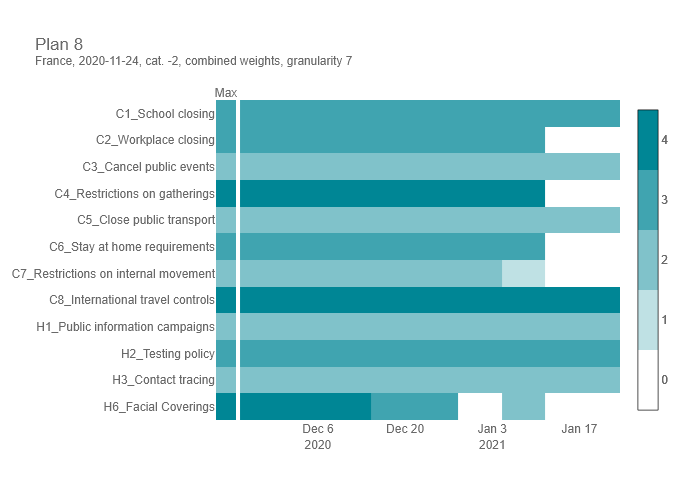 Plan 8
France, 2020-11-24, cat. -2, combined weights, granularity 7
Max
C1_School closing
C2_Workplace closing
C3_Cancel public events
C4_Restrictions on gatherings
C5_Close public transport
C6_Stay at home requirements
C7_Restrictions on internal movement
C8_International travel controls
H1_Public information campaigns
H2_Testing policy
H3_Contact tracing
H6_Facial Coverings
Dec 6 Dec 20 Jan 3 Jan 17
2020 2021
4
3
2
1
0